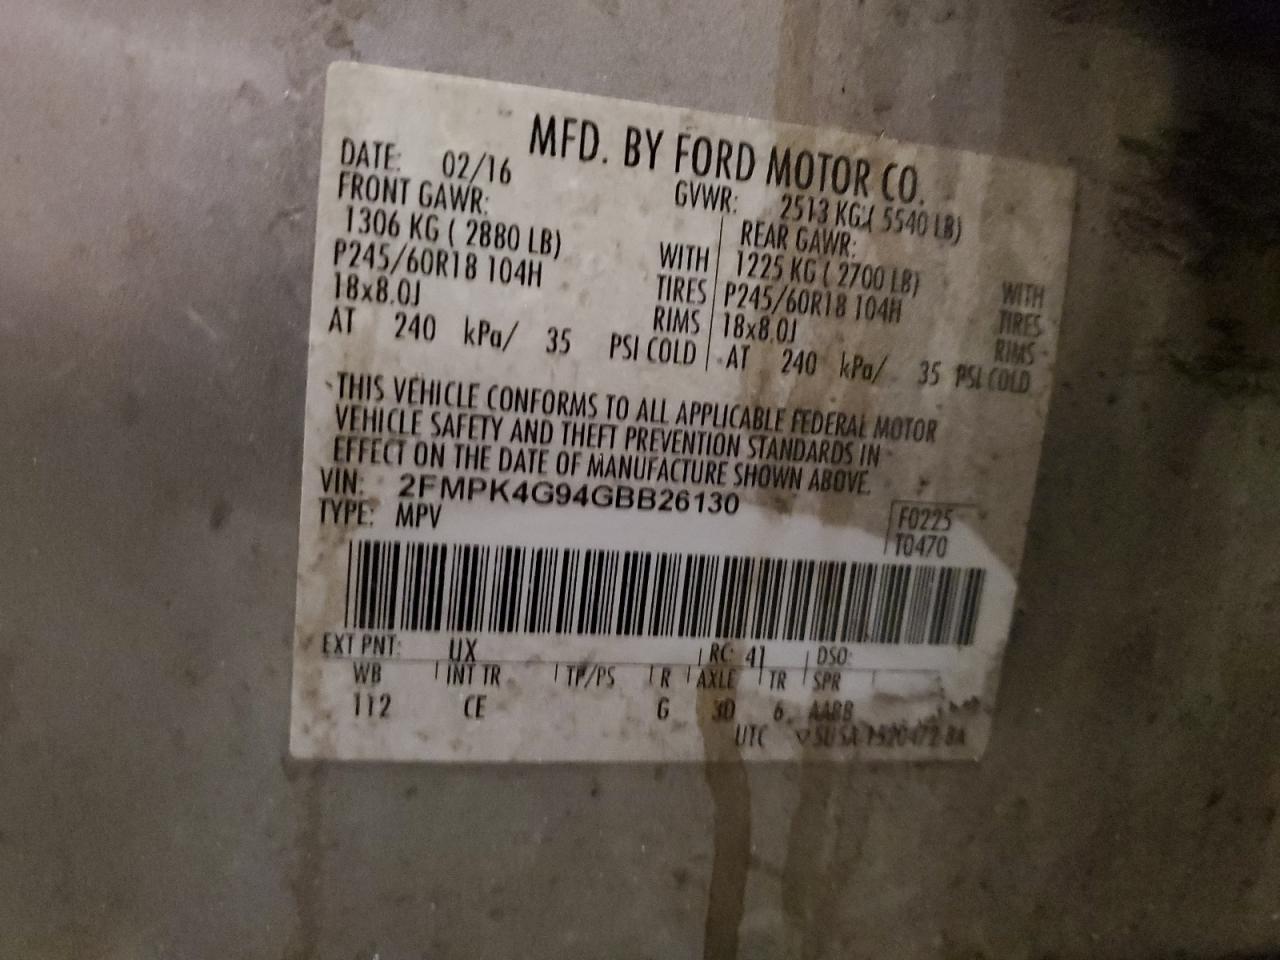 MFD. BY FORD MOTOR CO.
DATE: 02/16 GVWR: 2513 KG ( 5540 LB)
FRONT GAWR: REAR GAWR:
1306 KG ( 2880 LB) WITH 1225 KG ( 2700 LB) WITH
P245/60R18 104H TIRES P245/60R18 104H TIRES
18x8.0J RIMS 18x8.0J RIMS
AT 240 kPa/ 35 PSI COLD AT 240 kPa/ 35 PSI COLD
THIS VEHICLE CONFORMS TO ALL APPLICABLE FEDERAL MOTOR
VEHICLE SAFETY AND THEFT PREVENTION STANDARDS IN
EFFECT ON THE DATE OF MANUFACTURE SHOWN ABOVE.
VIN: 2FMPK4G94GBB26130
TYPE: MPV
F0225
T0470
EXT PNT: UX RC: 41 DSO:
WB INT TR TP/PS R AXLE TR SPR
112 CE G 3D 6 AABB
UTC